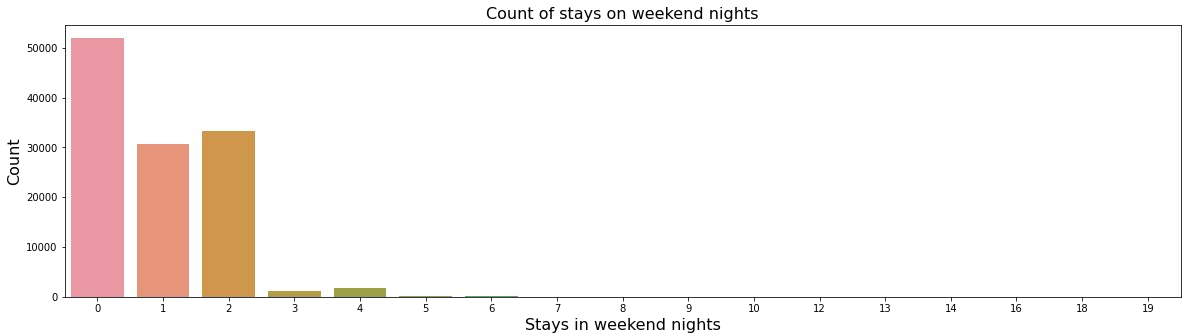 Count of stays on weekend nights
50000
40000
30000
20000
10000
0
Count
0 1 2 3 4 5 6 7 8 9 10 12 13 14 16 18 19
Stays in weekend nights